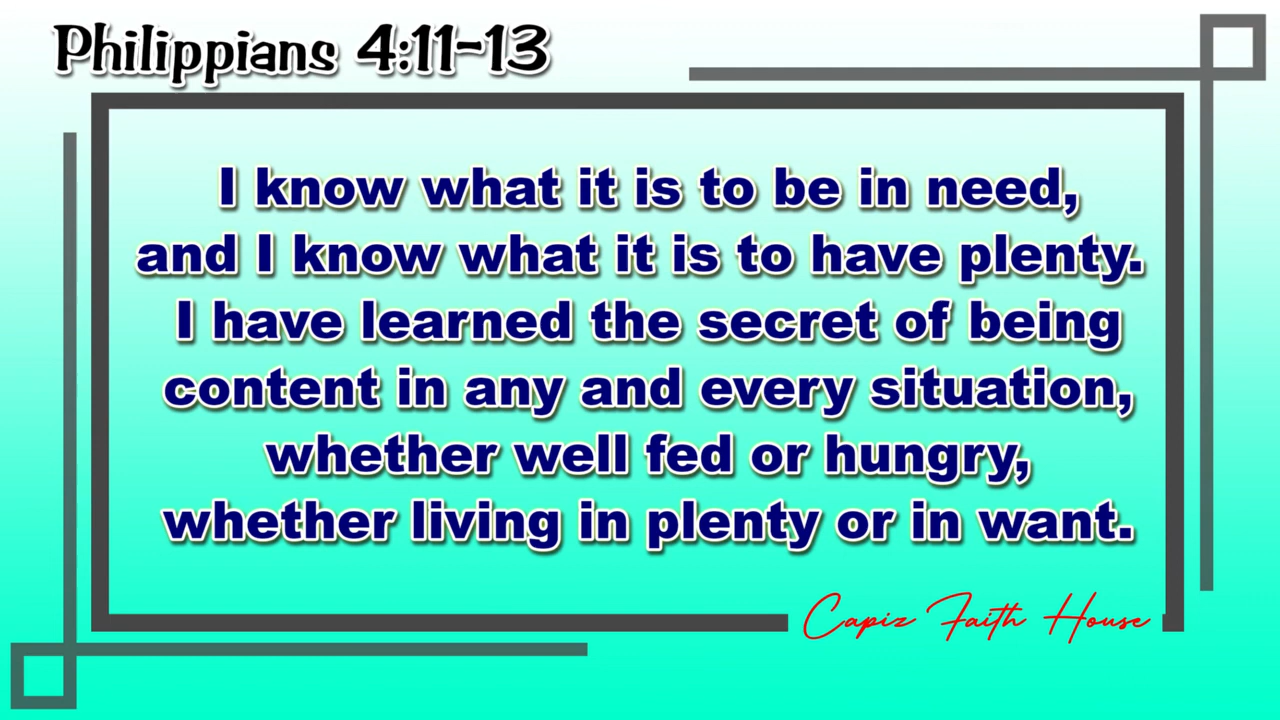 Philippians 4:11-13
I know what it is to be in need,
and I know what it is to have plenty.
I have learned the secret of being
content in any and every situation,
whether well fed or hungry,
whether living in plenty or in want.
Capiz Faith House